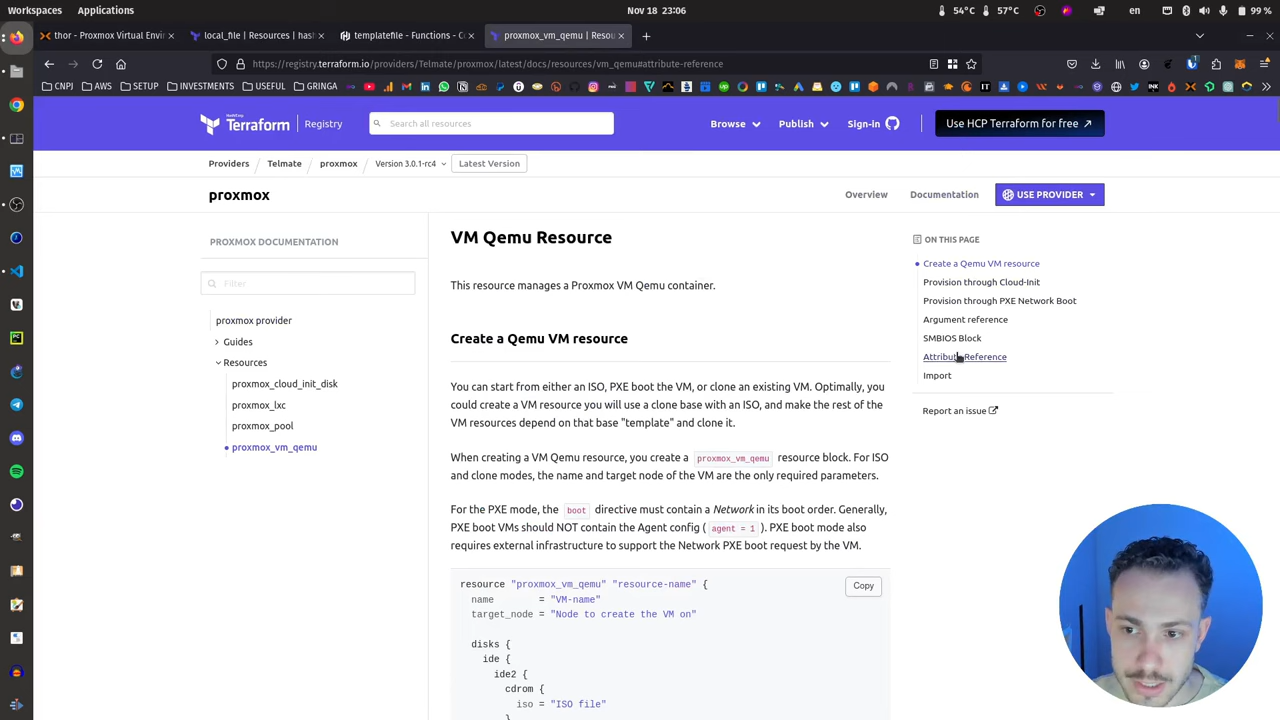 Workspaces Applications Nov 18 23:06 54°C 57°C en 99 %
thor - Proxmox Virtual Envi
local_file | Resources | hash
templatefile - Functions - C
proxmox_vm_qemu | Resou
https://registry.terraform.io/providers/Telmate/proxmox/latest/docs/resources/vm_qemu#attribute-reference
CNPJ AWS SETUP INVESTMENTS USEFUL GRINGA
HashiCorp
Terraform Registry Search all resources Browse Publish Sign-in Use HCP Terraform for free
Providers / Telmate / proxmox / Version 3.0.1-rc4 Latest Version
proxmox Overview Documentation USE PROVIDER
PROXMOX DOCUMENTATION
Filter
proxmox provider
Guides
Resources
proxmox_cloud_init_disk
proxmox_lxc
proxmox_pool
proxmox_vm_qemu
VM Qemu Resource
This resource manages a Proxmox VM Qemu container.
Create a Qemu VM resource
You can start from either an ISO, PXE boot the VM, or clone an existing VM. Optimally, you
could create a VM resource you will use a clone base with an ISO, and make the rest of the
VM resources depend on that base "template" and clone it.
When creating a VM Qemu resource, you create a proxmox_vm_qemu resource block. For ISO
and clone modes, the name and target node of the VM are the only required parameters.
For the PXE mode, the boot directive must contain a Network in its boot order. Generally,
PXE boot VMs should NOT contain the Agent config ( agent = 1 ). PXE boot mode also
requires external infrastructure to support the Network PXE boot request by the VM.
Copy
resource "proxmox_vm_qemu" "resource-name" {
name = "VM-name"
target_node = "Node to create the VM on"
disks {
ide {
ide2 {
cdrom {
iso = "ISO file"
}
ON THIS PAGE
Create a Qemu VM resource
Provision through Cloud-Init
Provision through PXE Network Boot
Argument reference
SMBIOS Block
Attribute Reference
Import
Report an issue